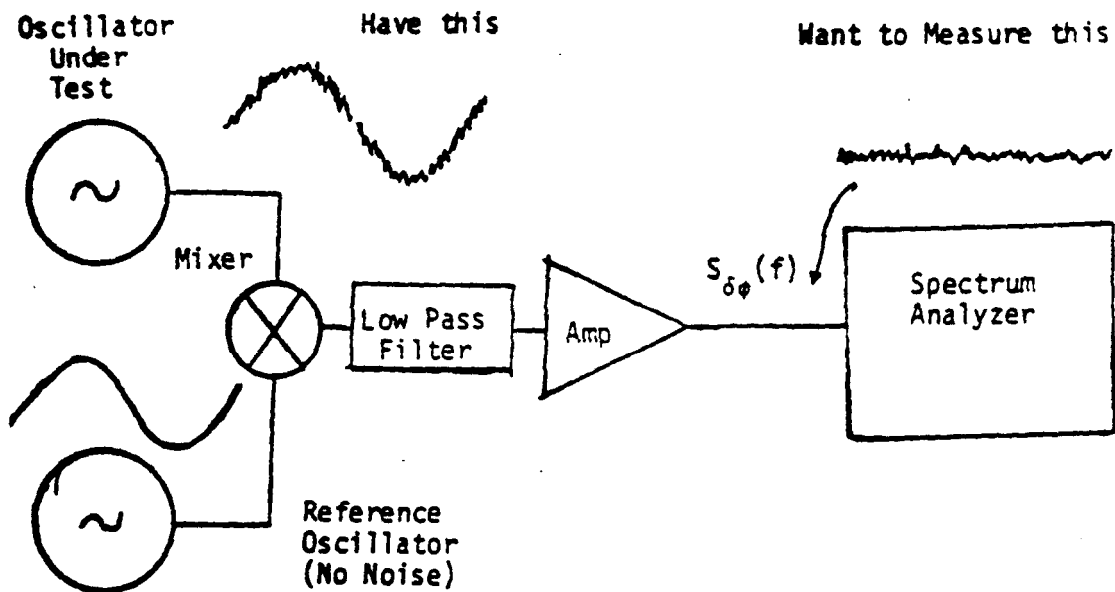 Oscillator
Under
Test
Have this
Want to Measure this
Mixer
Low Pass
Filter
Amp
S_δφ(f)
Spectrum
Analyzer
Reference
Oscillator
(No Noise)